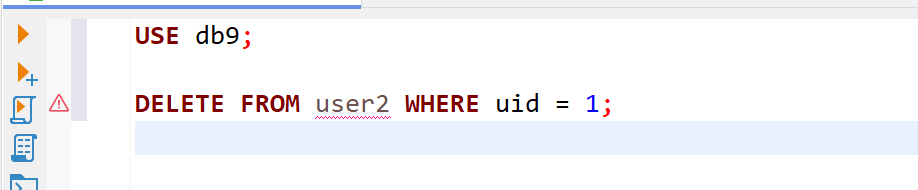 USE db9;
DELETE FROM user2 WHERE uid = 1;